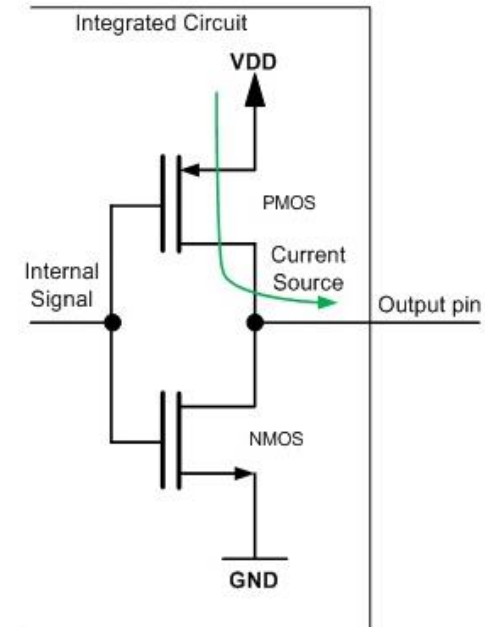 Integrated Circuit
VDD
PMOS
Current
Source
Internal
Signal
Output pin
NMOS
GND